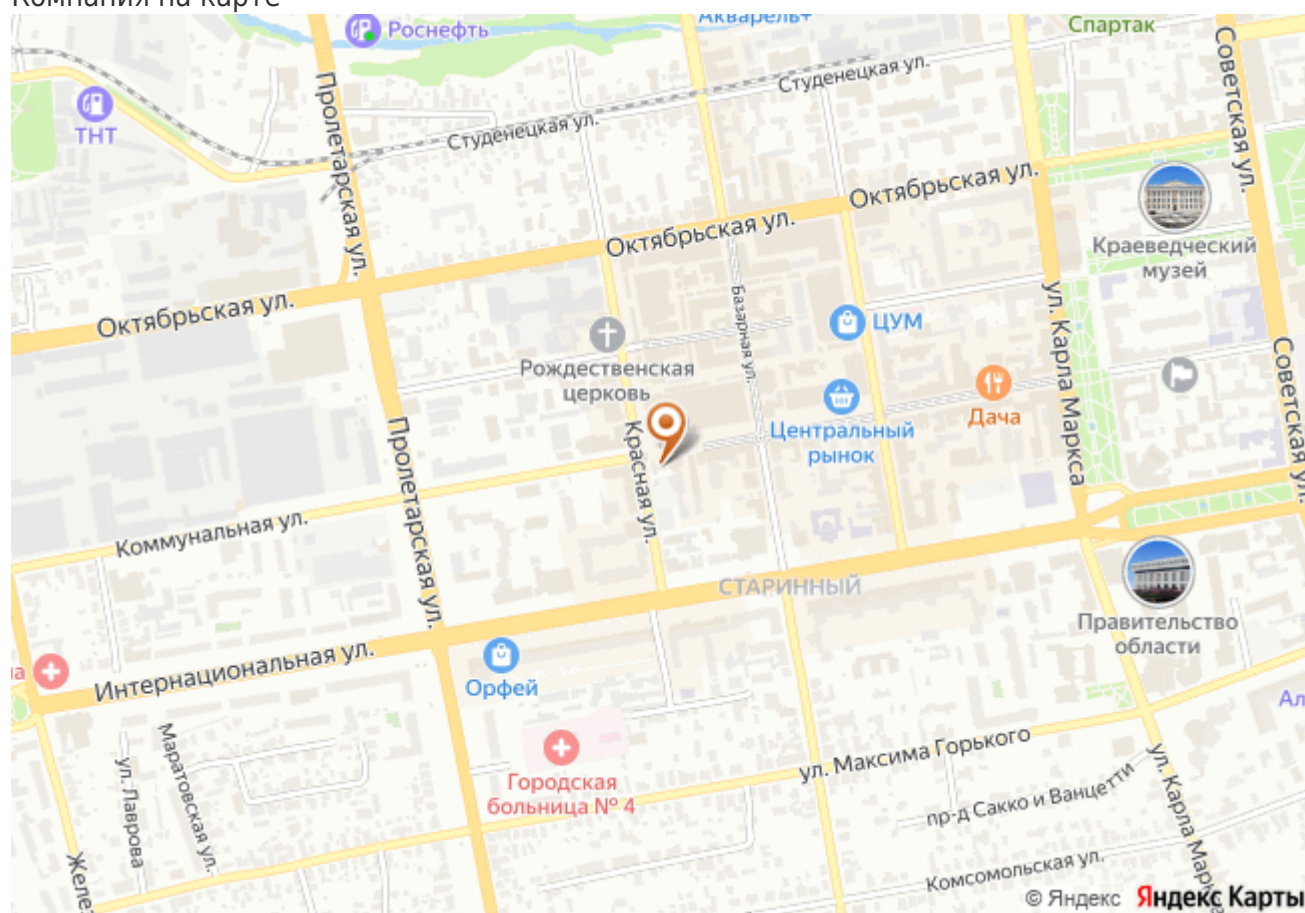 Компания на карте
Роснефть
Акварель+
Спартак
Советская ул.
Студенецкая ул.
ТНТ
Пролетарская ул.
Студенецкая ул.
Октябрьская ул.
Краеведческий
музей
Октябрьская ул.
Октябрьская ул.
Базарная ул.
ЦУМ
ул. Карла Маркса
Рождественская
церковь
Советская ул.
Дача
Центральный
рынок
Красная ул.
Пролетарская ул.
Коммунальная ул.
СТАРИННЫЙ
Правительство
области
Интернациональная ул.
на
Орфей
Ал
ул. Максима Горького
Маратовская ул.
ул. Лаврова
Городская
больница № 4
пр-д Сакко и Ванцетти
ул. Карла Марк
Желе
Комсомольская ул.
© Яндекс Яндекс Карты